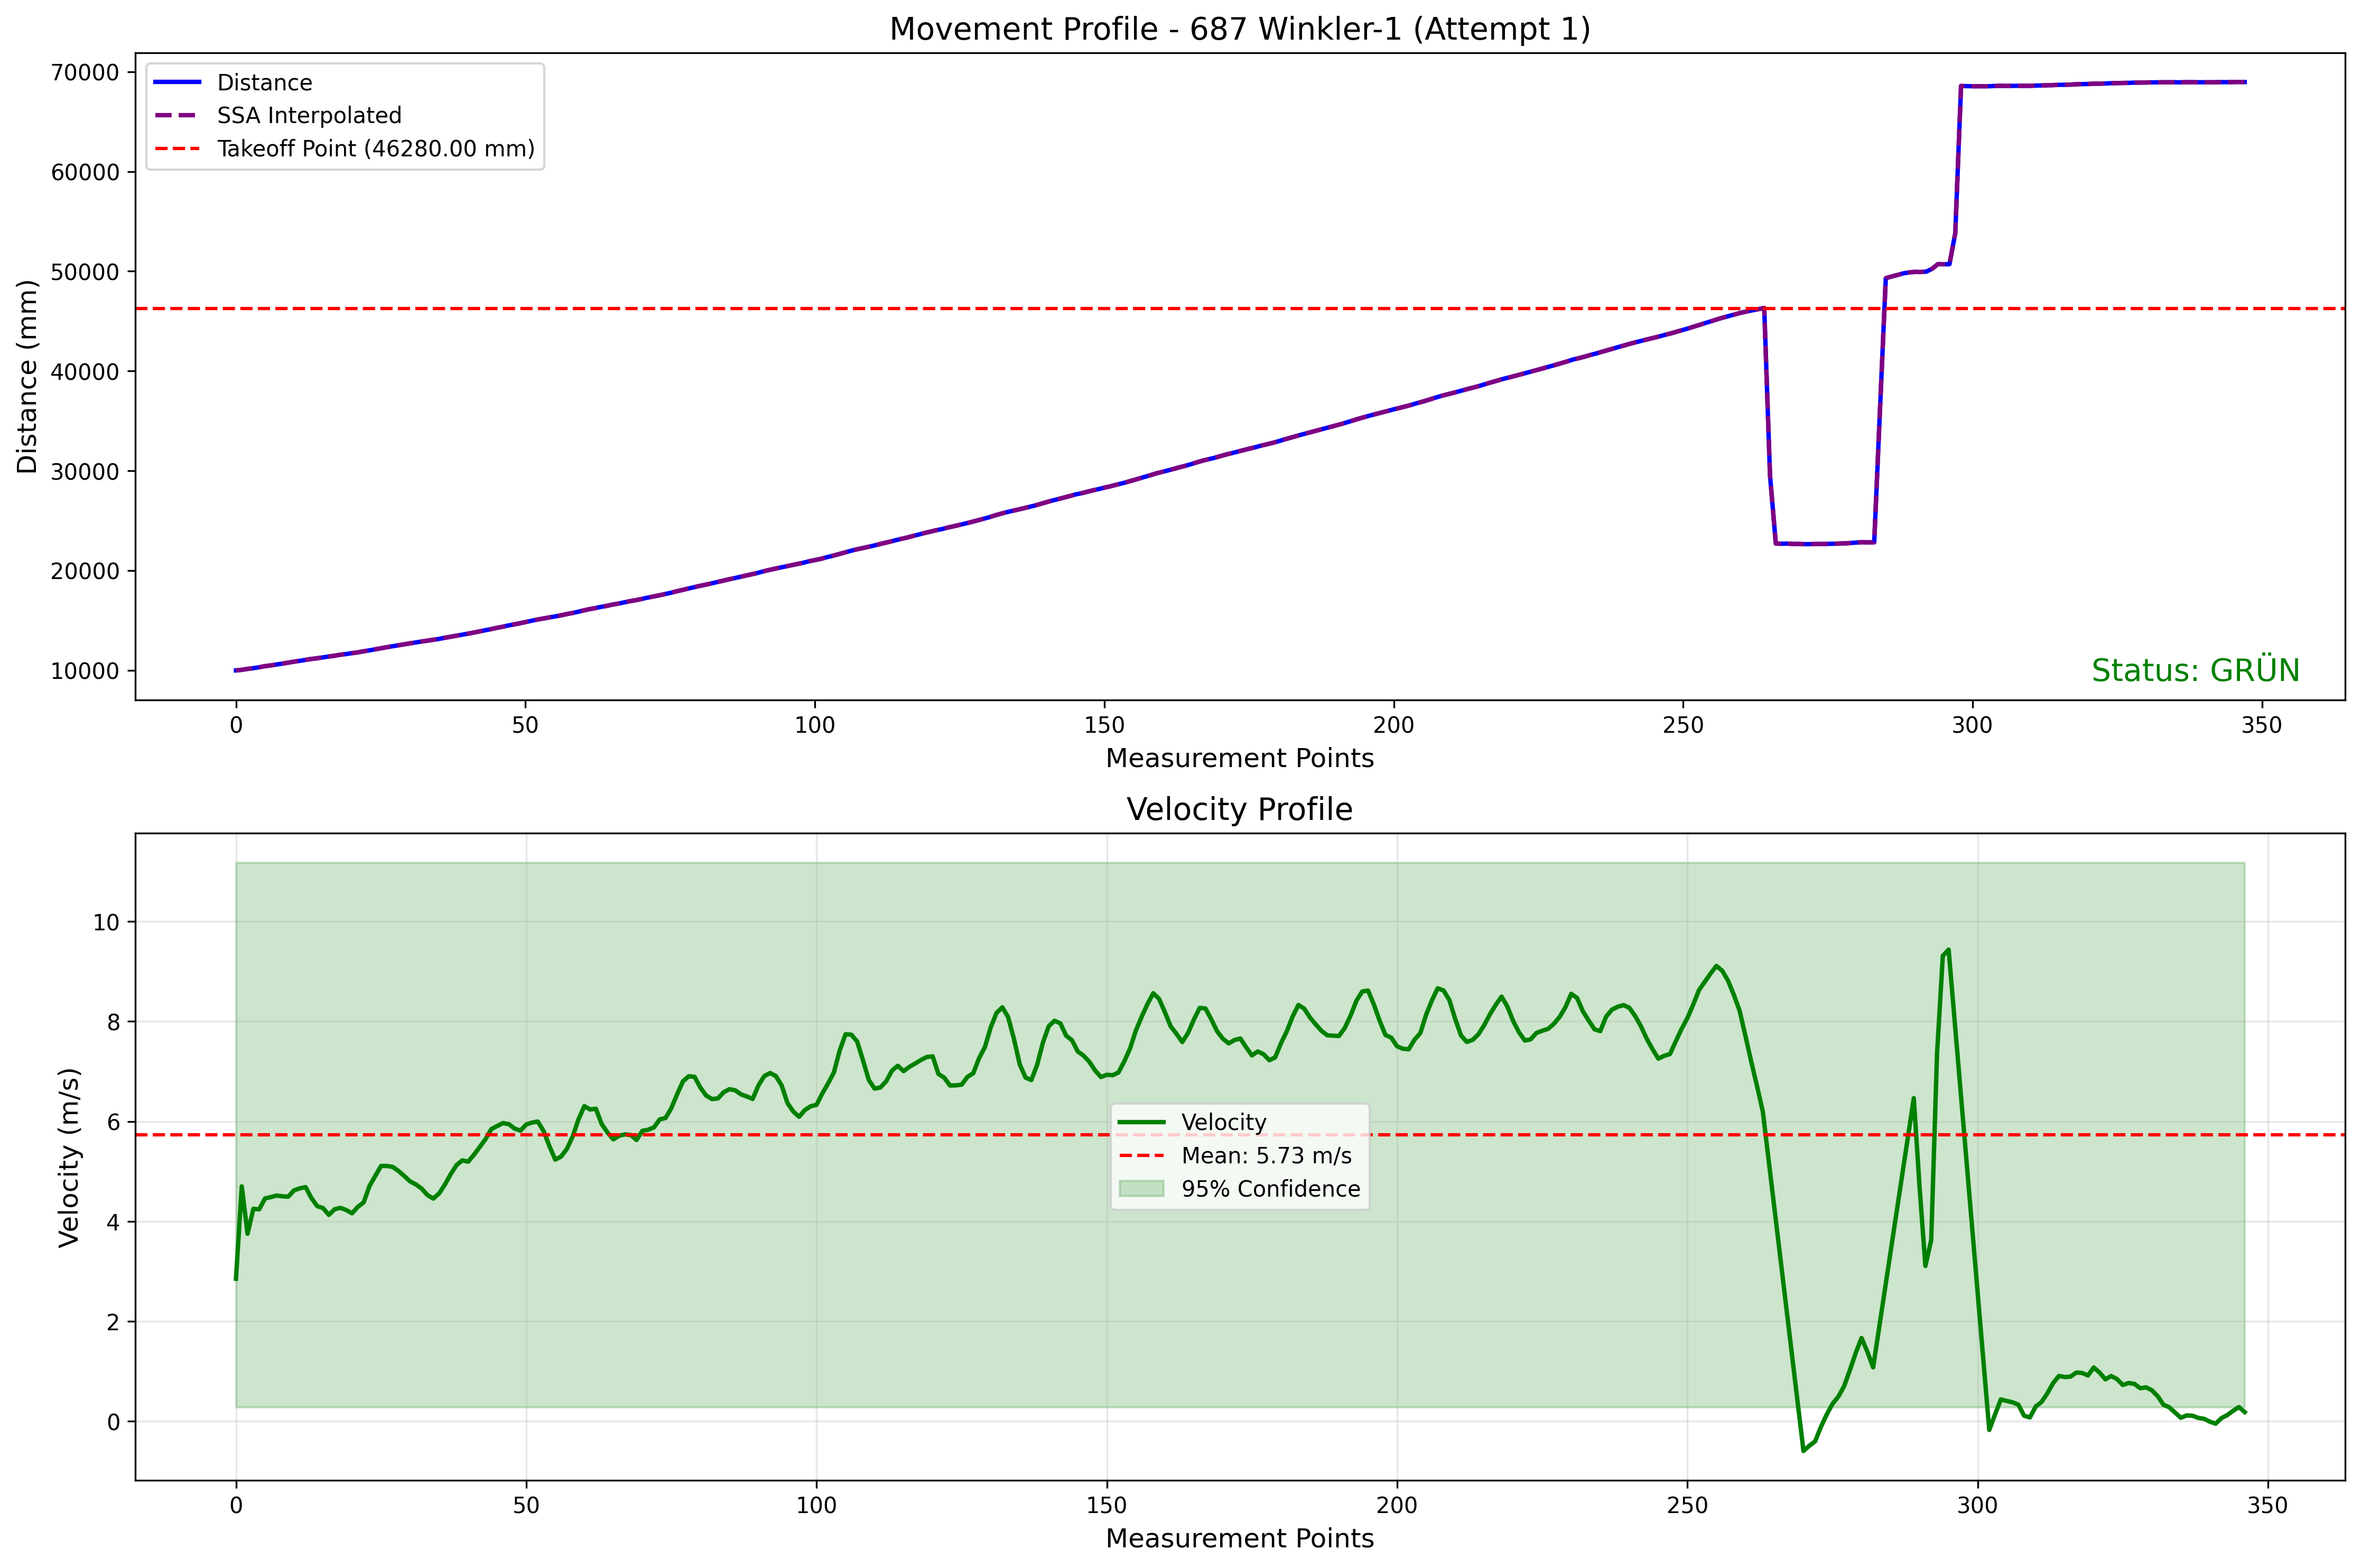 Movement Profile - 687 Winkler-1 (Attempt 1)
Distance
SSA Interpolated
Takeoff Point (46280.00 mm)
Distance (mm)
70000
60000
50000
40000
30000
20000
10000
Status: GRÜN
0 50 100 150 200 250 300 350
Measurement Points
Velocity Profile
Velocity (m/s)
10
8
6
4
2
0
Velocity
Mean: 5.73 m/s
95% Confidence
0 50 100 150 200 250 300 350
Measurement Points